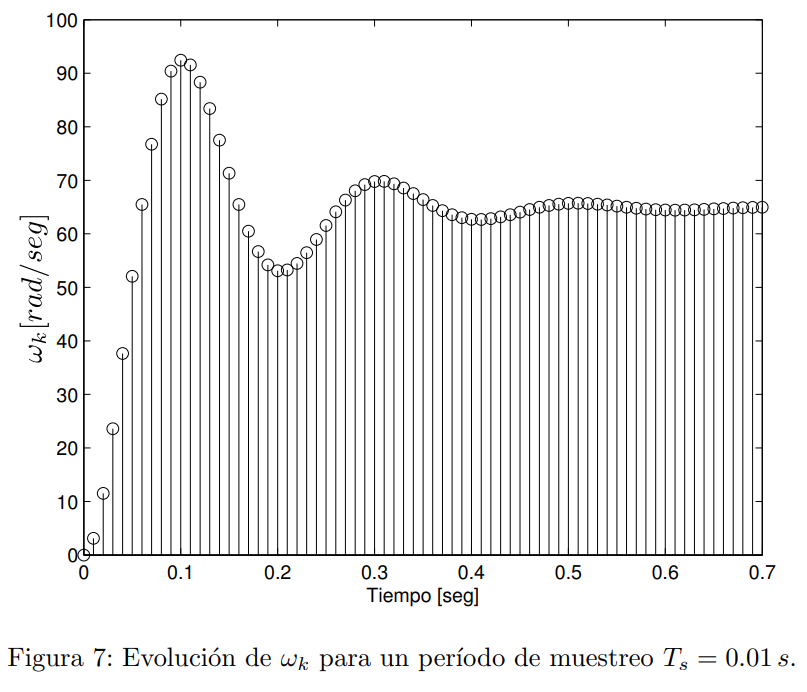 100
90
80
70
60
50
40
30
20
10
0
ω_k[rad/seg]
0 0.1 0.2 0.3 0.4 0.5 0.6 0.7
Tiempo [seg]
Figura 7: Evolución de ω_k para un período de muestreo T_s = 0.01 s.